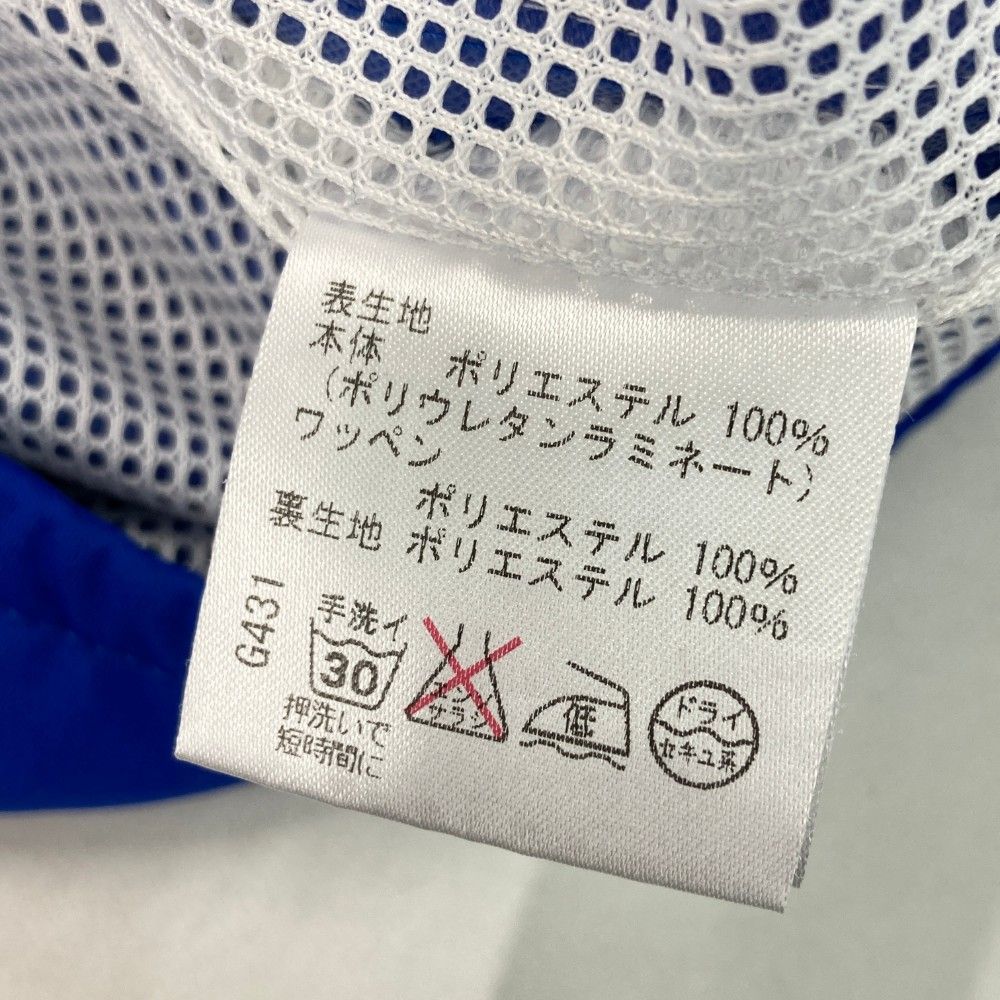 表生地
本体 ポリエステル 100%
(ポリウレタンラミネート)
ワッペン
ポリエステル 100%
裏生地 ポリエステル 100%
G431
手洗イ
30
押洗いで
短時間に
エンソ
サラシ
低
ドライ
セキユ系